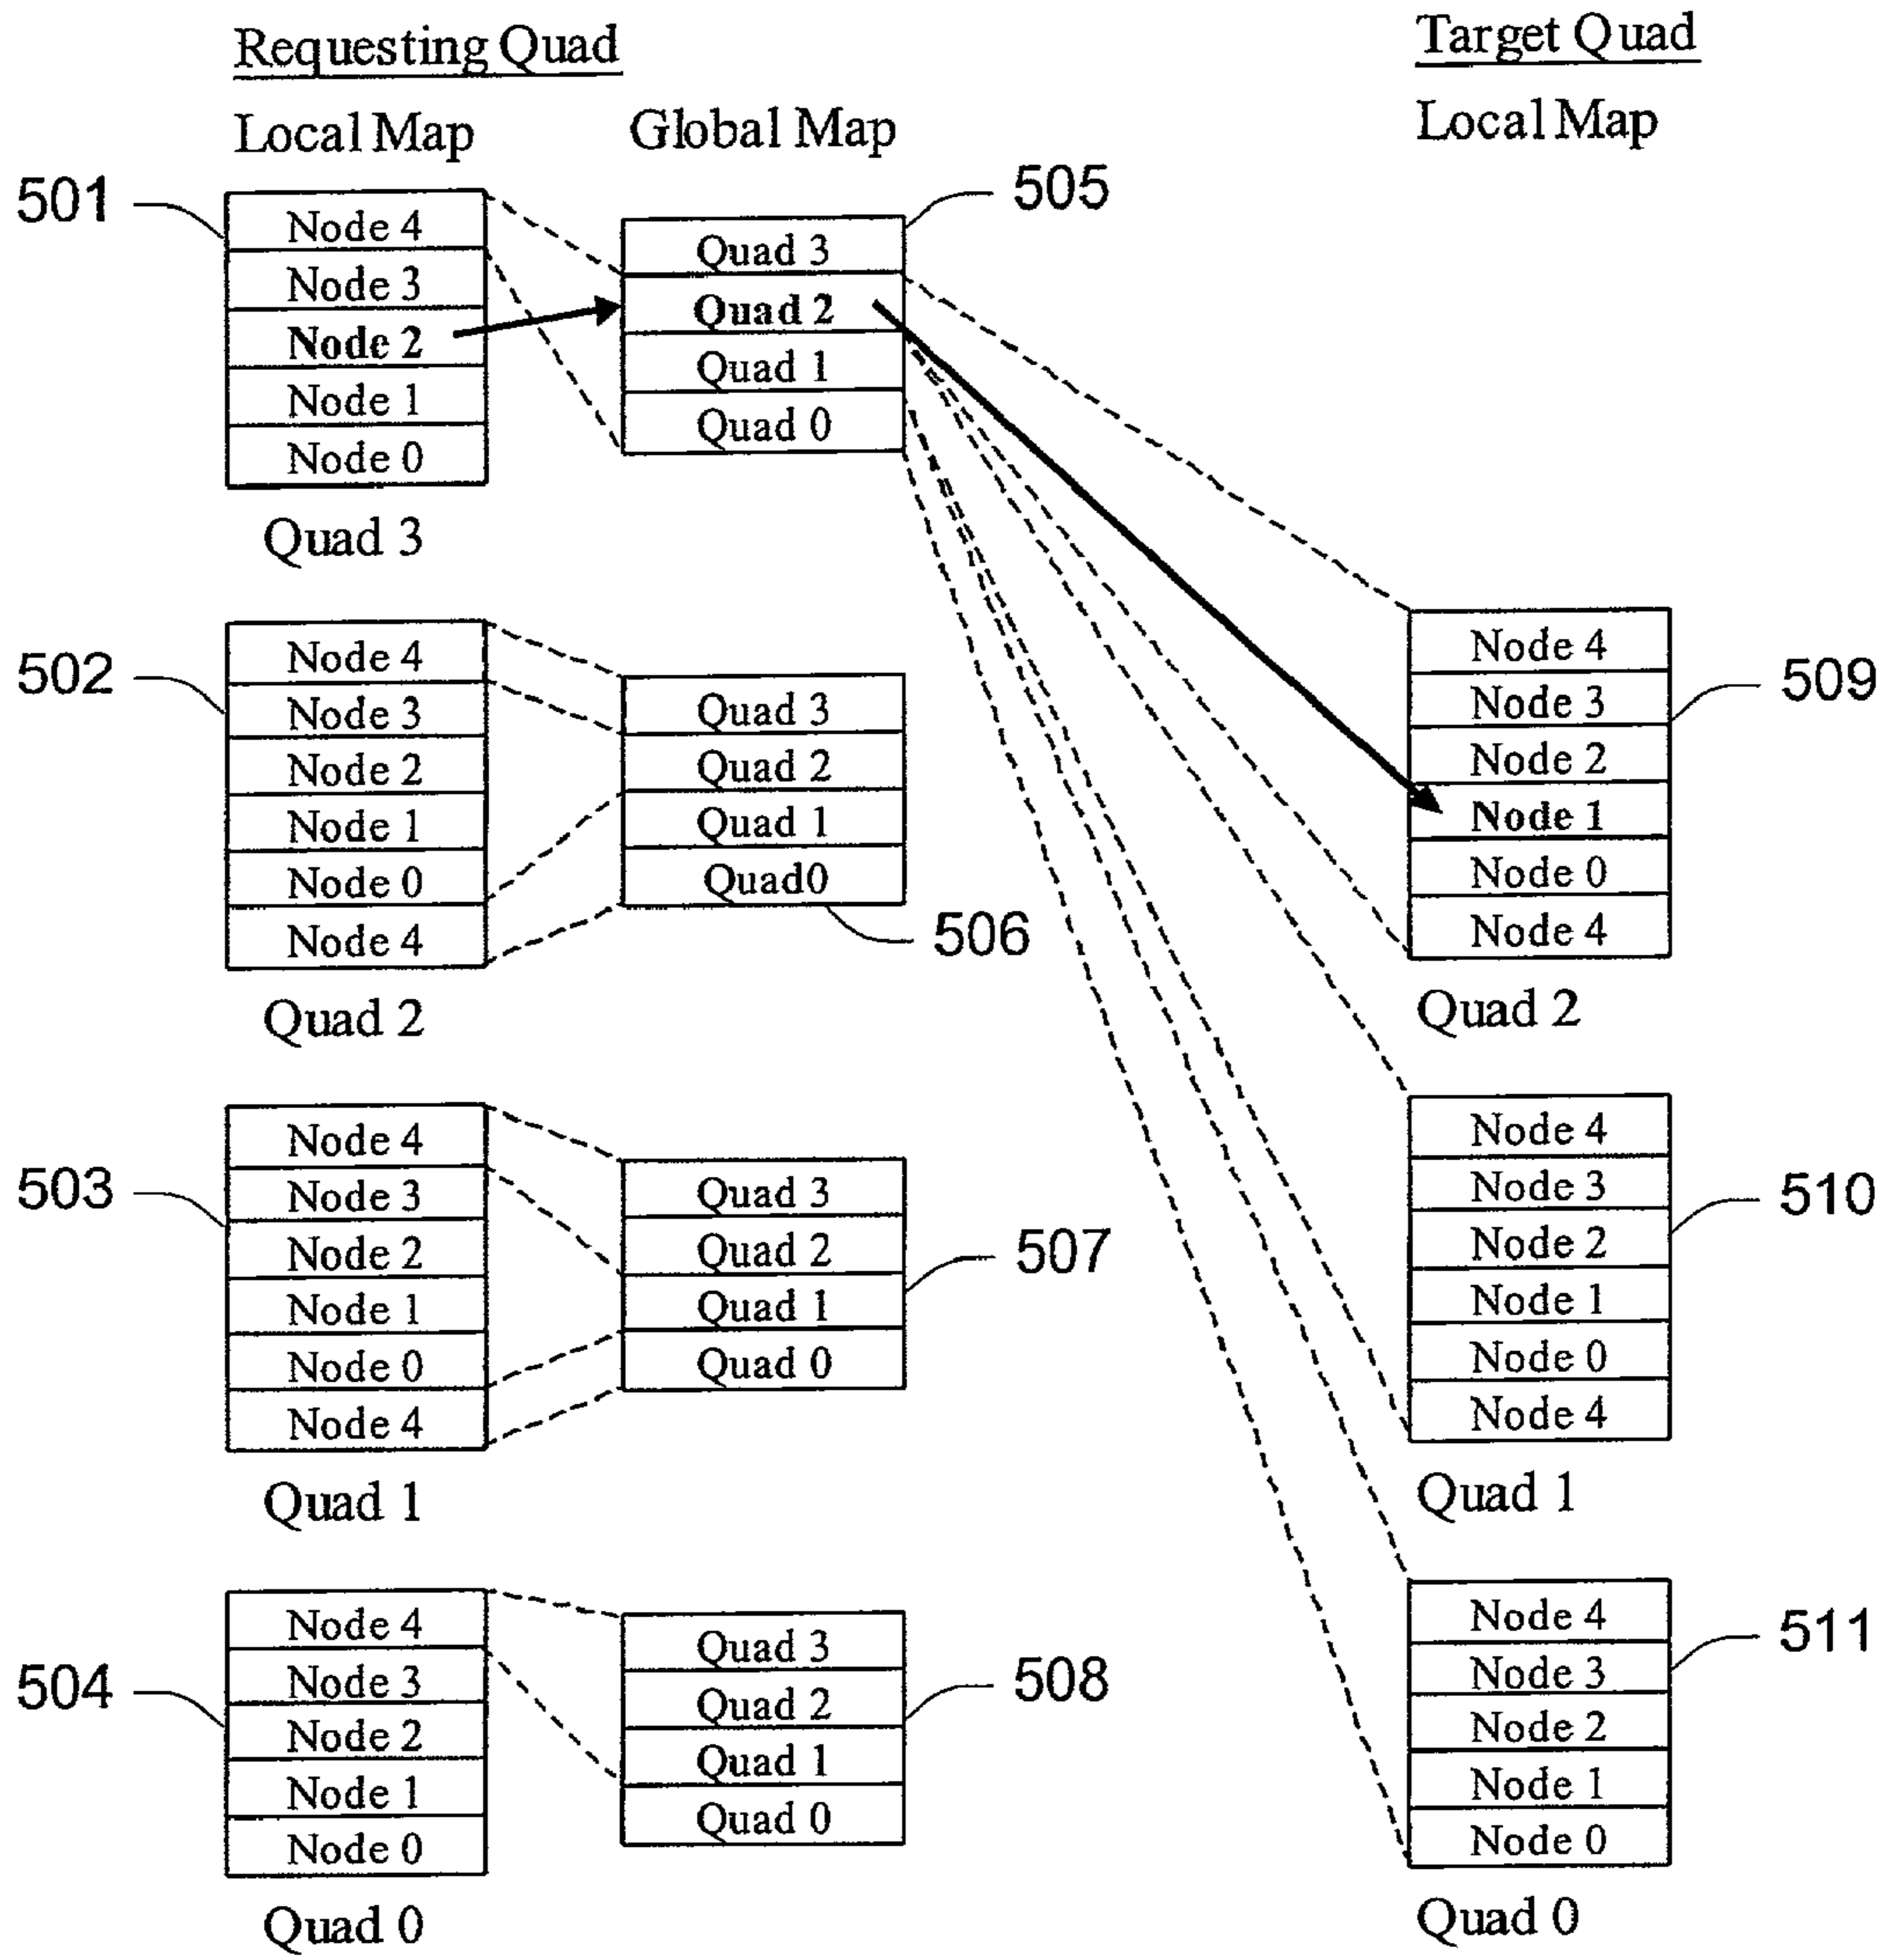 Requesting Quad
Target Quad
Local Map
Global Map
Local Map
501
Node 4
Node 3
Node 2
Node 1
Node 0
Quad 3
505
Quad 3
Quad 2
Quad 1
Quad 0
502
Node 4
Node 3
Node 2
Node 1
Node 0
Node 4
Quad 2
Quad 3
Quad 2
Quad 1
Quad0
506
Node 4
Node 3
Node 2
Node 1
Node 0
Node 4
509
Quad 2
503
Node 4
Node 3
Node 2
Node 1
Node 0
Node 4
Quad 1
Quad 3
Quad 2
Quad 1
Quad 0
507
Node 4
Node 3
Node 2
Node 1
Node 0
Node 4
510
Quad 1
504
Node 4
Node 3
Node 2
Node 1
Node 0
Quad 0
Quad 3
Quad 2
Quad 1
Quad 0
508
Node 4
Node 3
Node 2
Node 1
Node 0
511
Quad 0